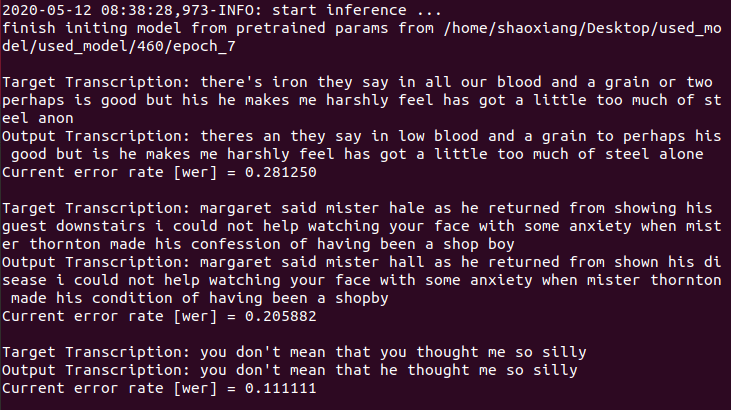 2020-05-12 08:38:28,973-INFO: start inference ...
finish initing model from pretrained params from /home/shaoxiang/Desktop/used_mo
del/used_model/460/epoch_7
Target Transcription: there's iron they say in all our blood and a grain or two
perhaps is good but his he makes me harshly feel has got a little too much of st
eel anon
Output Transcription: theres an they say in low blood and a grain to perhaps his
good but is he makes me harshly feel has got a little too much of steel alone
Current error rate [wer] = 0.281250
Target Transcription: margaret said mister hale as he returned from showing his
guest downstairs i could not help watching your face with some anxiety when mist
er thornton made his confession of having been a shop boy
Output Transcription: margaret said mister hall as he returned from shown his di
sease i could not help watching your face with some anxiety when mister thornton
made his condition of having been a shopby
Current error rate [wer] = 0.205882
Target Transcription: you don't mean that you thought me so silly
Output Transcription: you don't mean that he thought me so silly
Current error rate [wer] = 0.111111